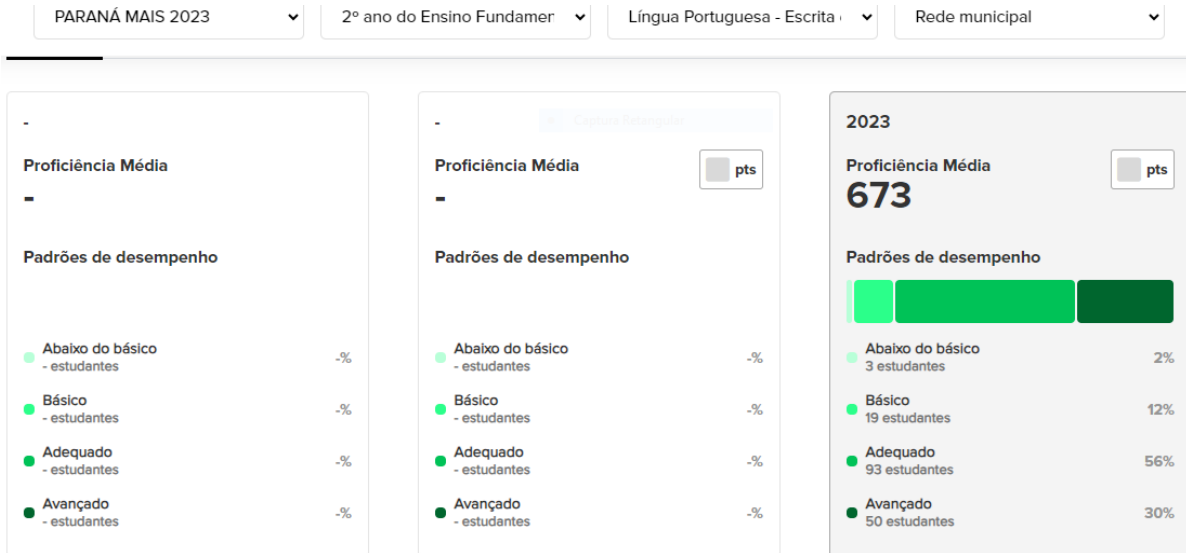 PARANÁ MAIS 2023
2º ano do Ensino Fundamer
Língua Portuguesa - Escrita
Rede municipal
-
Proficiência Média
-
Padrões de desempenho
Abaixo do básico
- estudantes
-%
Básico
- estudantes
-%
Adequado
- estudantes
-%
Avançado
- estudantes
-%
-
Captura Retangular
Proficiência Média
pts
-
Padrões de desempenho
Abaixo do básico
- estudantes
-%
Básico
- estudantes
-%
Adequado
- estudantes
-%
Avançado
- estudantes
-%
2023
Proficiência Média
pts
673
Padrões de desempenho
Abaixo do básico
3 estudantes
2%
Básico
19 estudantes
12%
Adequado
93 estudantes
56%
Avançado
50 estudantes
30%